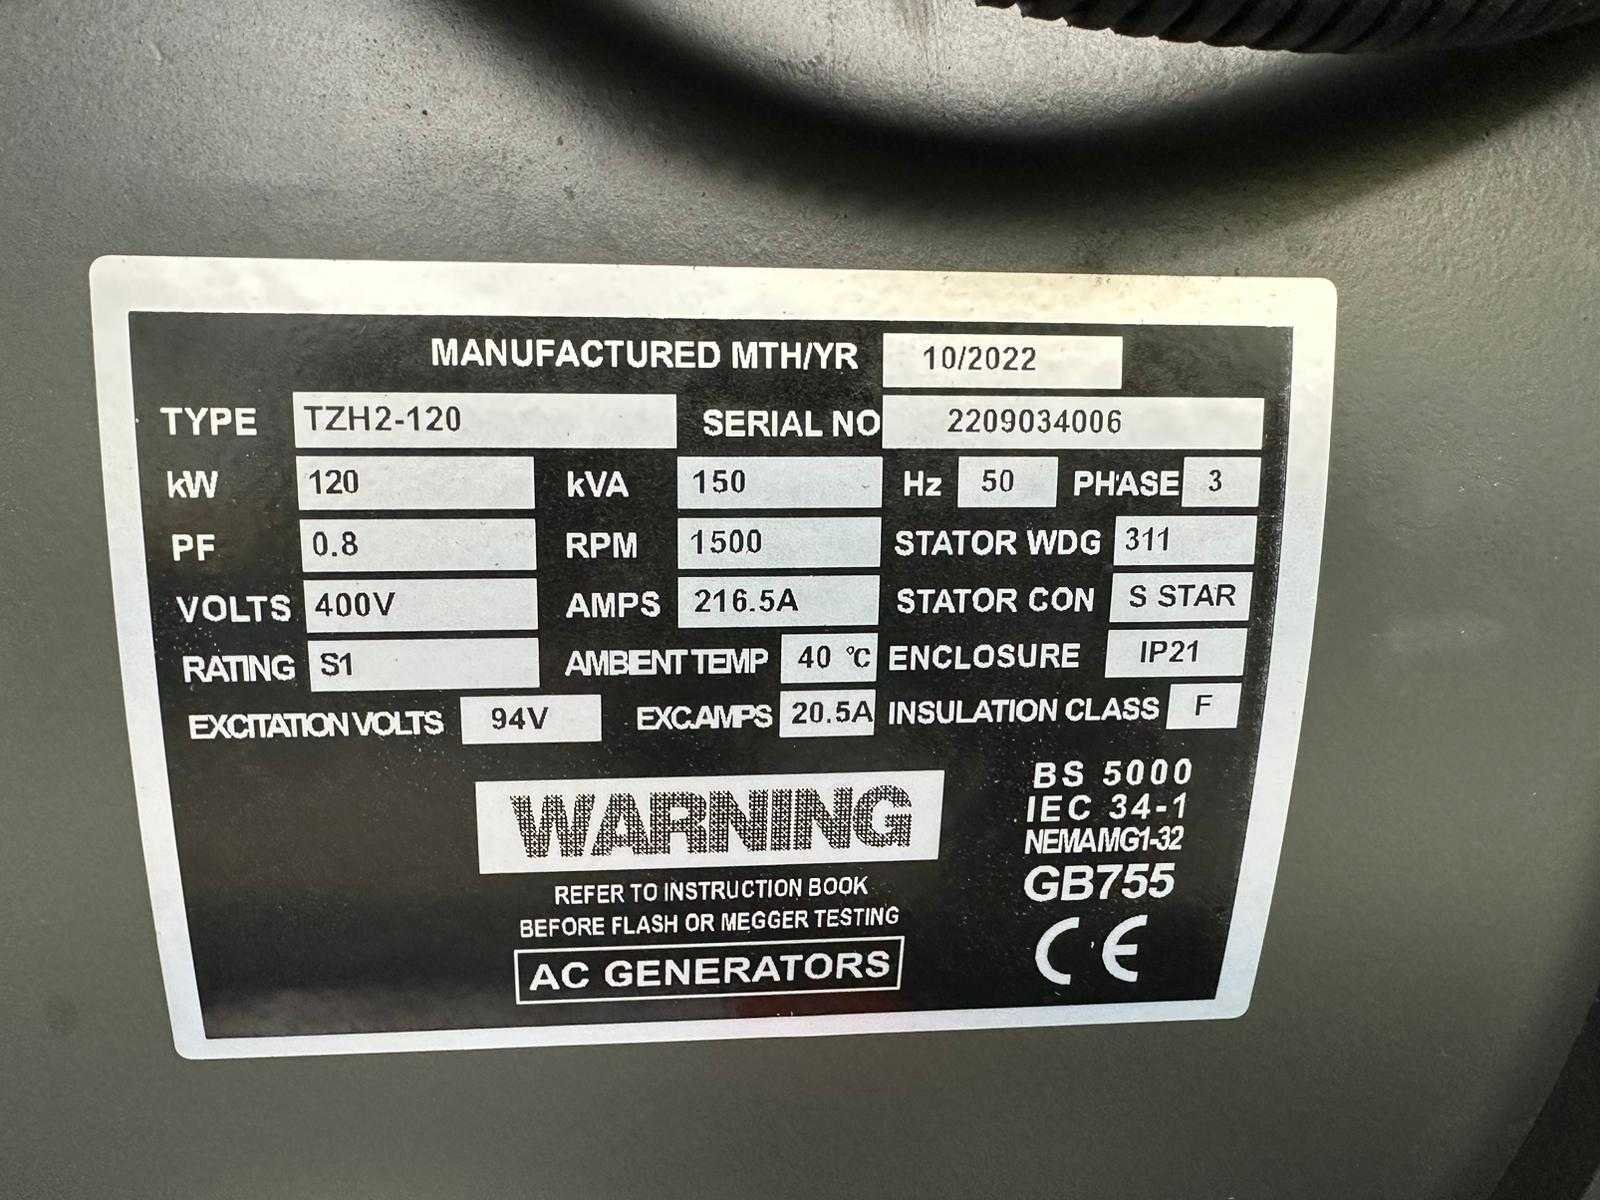 MANUFACTURED MTH/YR 10/2022
TYPE TZH2-120 SERIAL NO 2209034006
kW 120 kVA 150 Hz 50 PHASE 3
PF 0.8 RPM 1500 STATOR WDG 311
VOLTS 400V AMPS 216.5A STATOR CON S STAR
RATING S1 AMBIENT TEMP 40 ℃ ENCLOSURE IP21
EXCITATION VOLTS 94V EXC.AMPS 20.5A INSULATION CLASS F
WARNING
REFER TO INSTRUCTION BOOK
BEFORE FLASH OR MEGGER TESTING
AC GENERATORS
BS 5000
IEC 34-1
NEMAMG1-32
GB755
CE